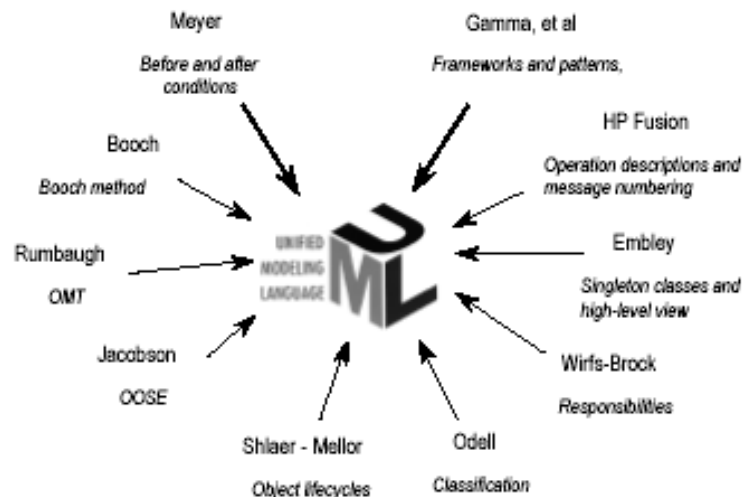 Meyer
Before and after
conditions
Gamma, et al
Frameworks and patterns,
HP Fusion
Operation descriptions and
message numbering
Booch
Booch method
Embley
Singleton classes and
high-level view
Rumbaugh
OMT
UNIFIED
MODELING
LANGUAGE
UML
Jacobson
OOSE
Wirfs-Brock
Responsibilities
Shlaer - Mellor
Object lifecycles
Odell
Classification